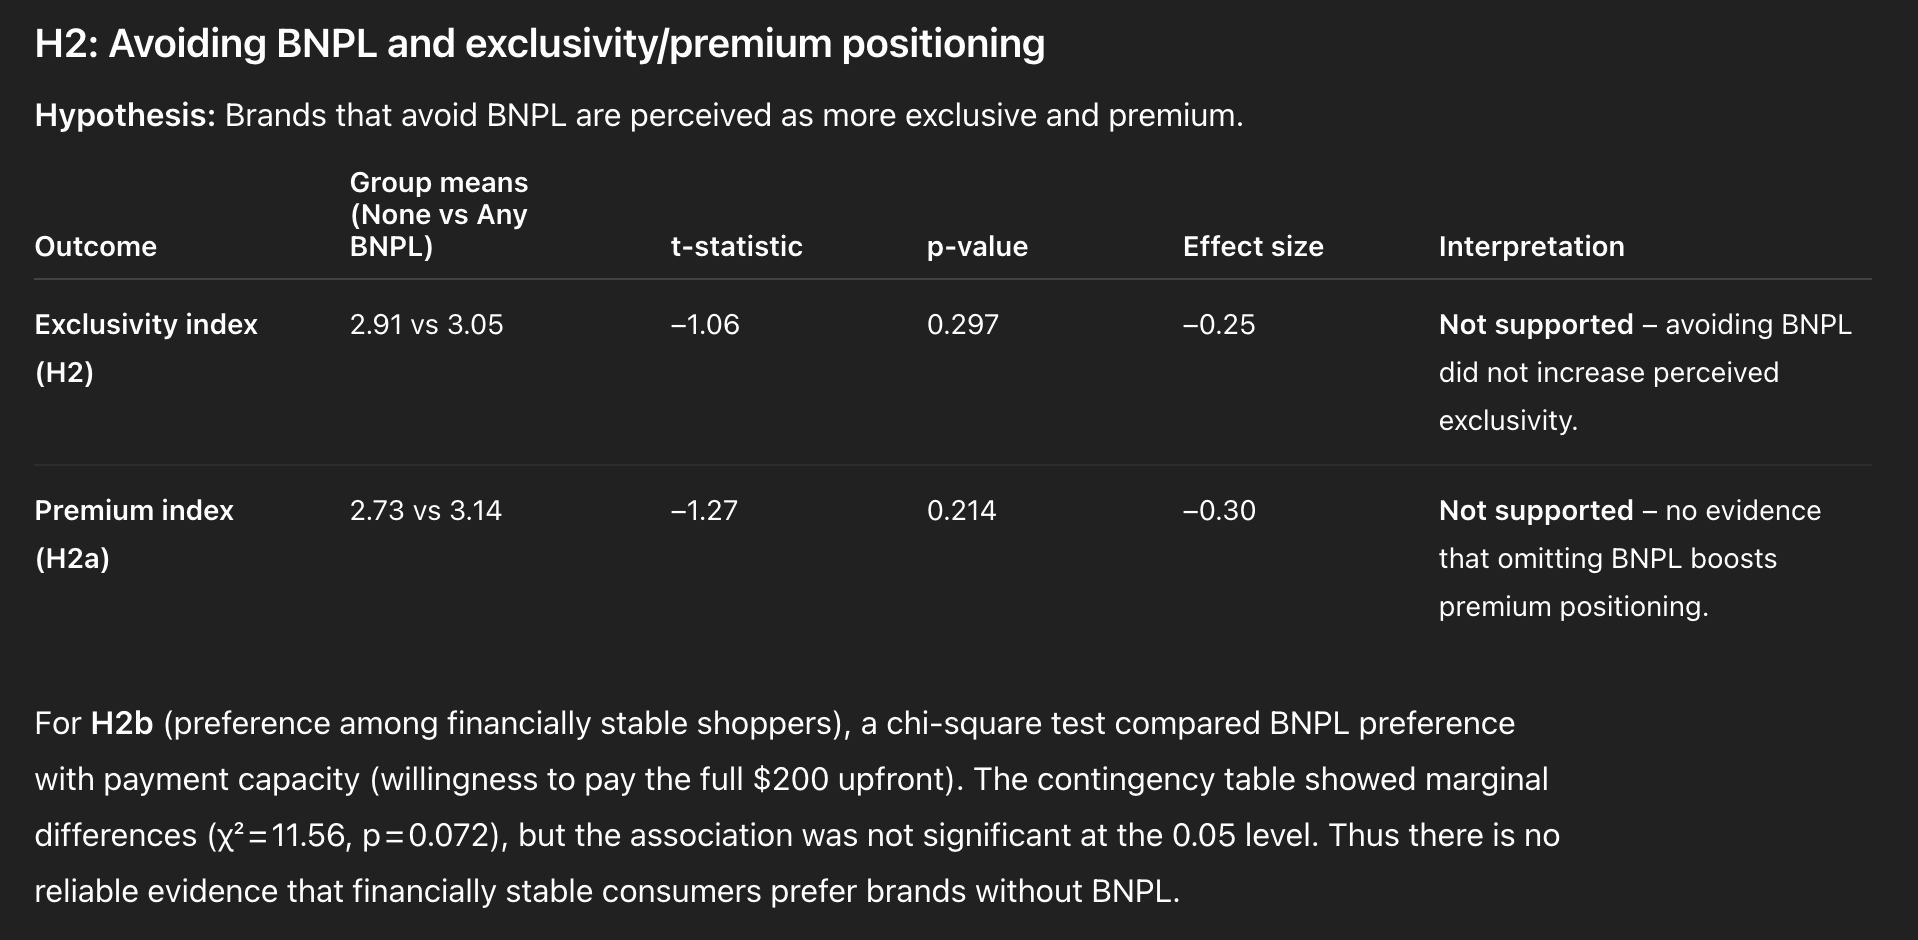 H2: Avoiding BNPL and exclusivity/premium positioning
Hypothesis: Brands that avoid BNPL are perceived as more exclusive and premium.
Outcome
Group means
(None vs Any
BNPL)
t-statistic
p-value
Effect size
Interpretation
Exclusivity index
(H2)
2.91 vs 3.05
–1.06
0.297
–0.25
Not supported – avoiding BNPL
did not increase perceived
exclusivity.
Premium index
(H2a)
2.73 vs 3.14
–1.27
0.214
–0.30
Not supported – no evidence
that omitting BNPL boosts
premium positioning.
For H2b (preference among financially stable shoppers), a chi-square test compared BNPL preference
with payment capacity (willingness to pay the full $200 upfront). The contingency table showed marginal
differences (χ² = 11.56, p = 0.072), but the association was not significant at the 0.05 level. Thus there is no
reliable evidence that financially stable consumers prefer brands without BNPL.